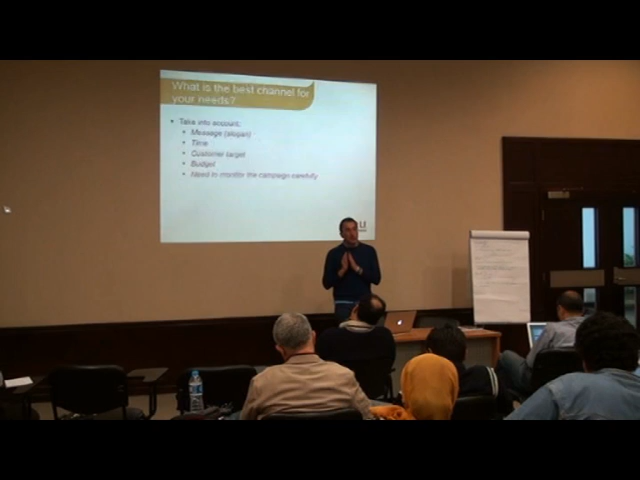 What is the best channel for
your needs?
• Take into account:
• Message (slogan)
• Time
• Customer target
• Budget
• Need to monitor the campaign carefully